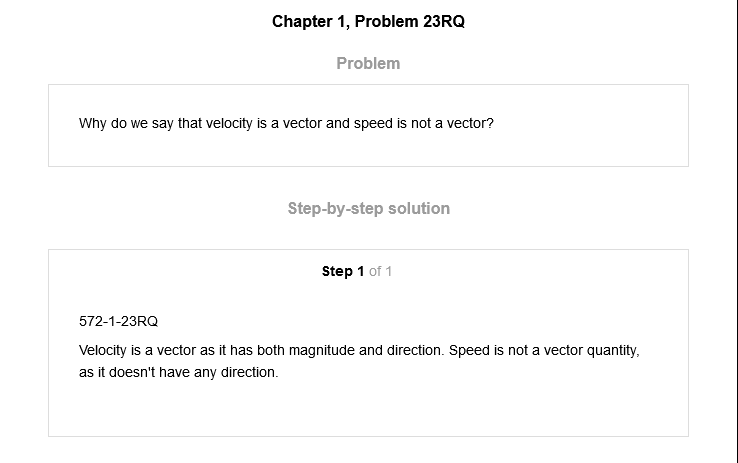 Chapter 1, Problem 23RQ
Problem
Why do we say that velocity is a vector and speed is not a vector?
Step-by-step solution
Step 1 of 1
572-1-23RQ
Velocity is a vector as it has both magnitude and direction. Speed is not a vector quantity,
as it doesn't have any direction.